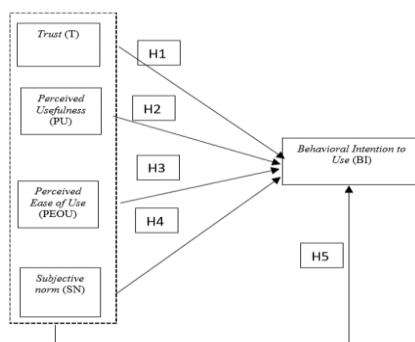 Trust (T)
H1
Perceived
Usefulness
(PU)
H2
Behavioral Intention to
Use (BI)
H3
Perceived
Ease of Use
(PEOU)
H4
Subjective
norm (SN)
H5